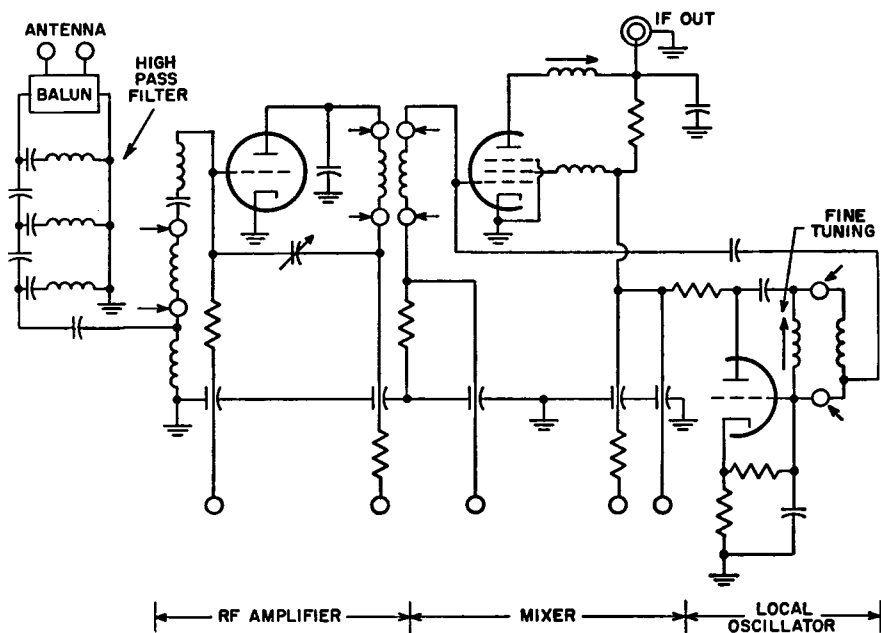 ANTENNA
BALUN
HIGH
PASS
FILTER
IF OUT
FINE
TUNING
RF AMPLIFIER
MIXER
LOCAL
OSCILLATOR